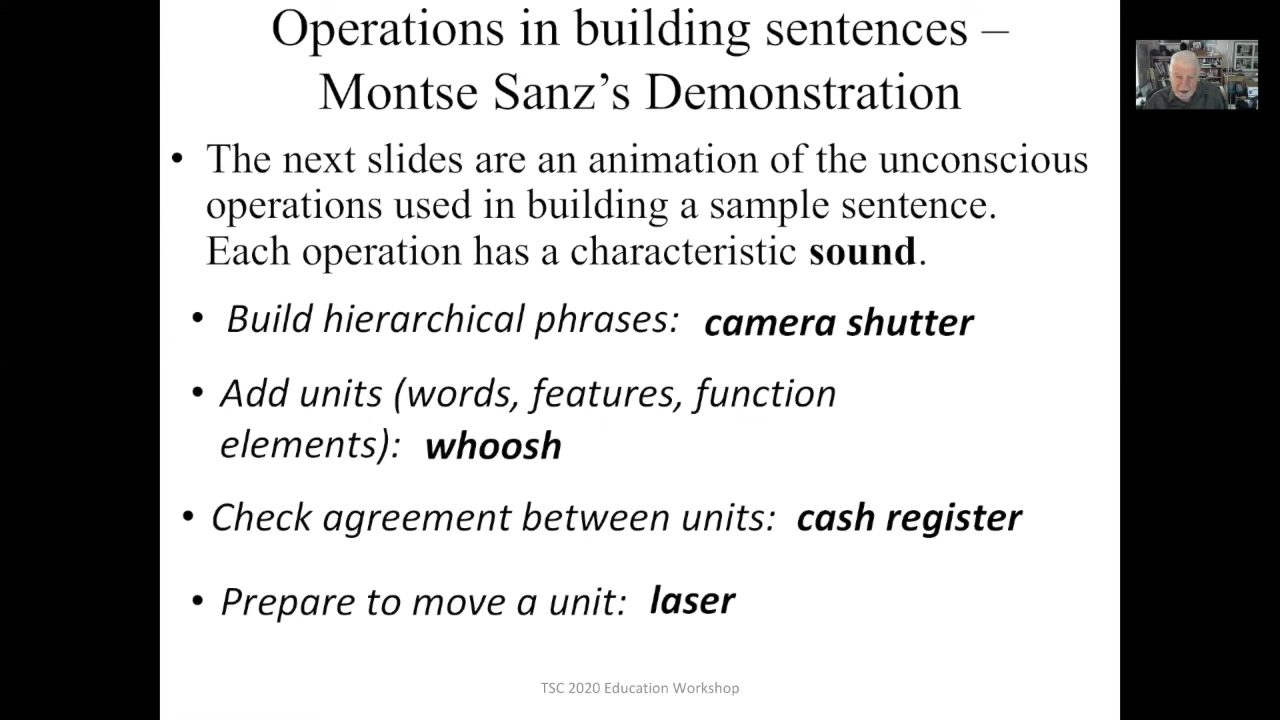 Operations in building sentences –
Montse Sanz’s Demonstration
• The next slides are an animation of the unconscious
operations used in building a sample sentence.
Each operation has a characteristic sound.
• Build hierarchical phrases: camera shutter
• Add units (words, features, function
elements): whoosh
• Check agreement between units: cash register
• Prepare to move a unit: laser
TSC 2020 Education Workshop